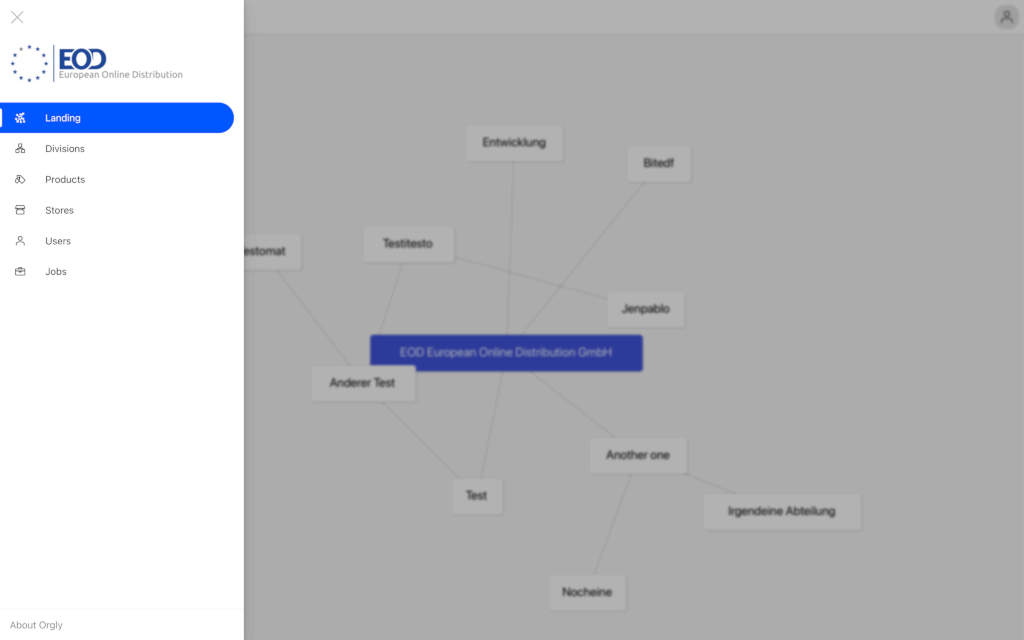 EOD
European Online Distribution
Landing
Divisions
Products
Stores
Users
Jobs
About Orgly
Entwicklung
Bitedf
estomat
Testitesto
Jenpablo
EOD European Online Distribution GmbH
Anderer Test
Another one
Test
Irgendeine Abteilung
Nocheine